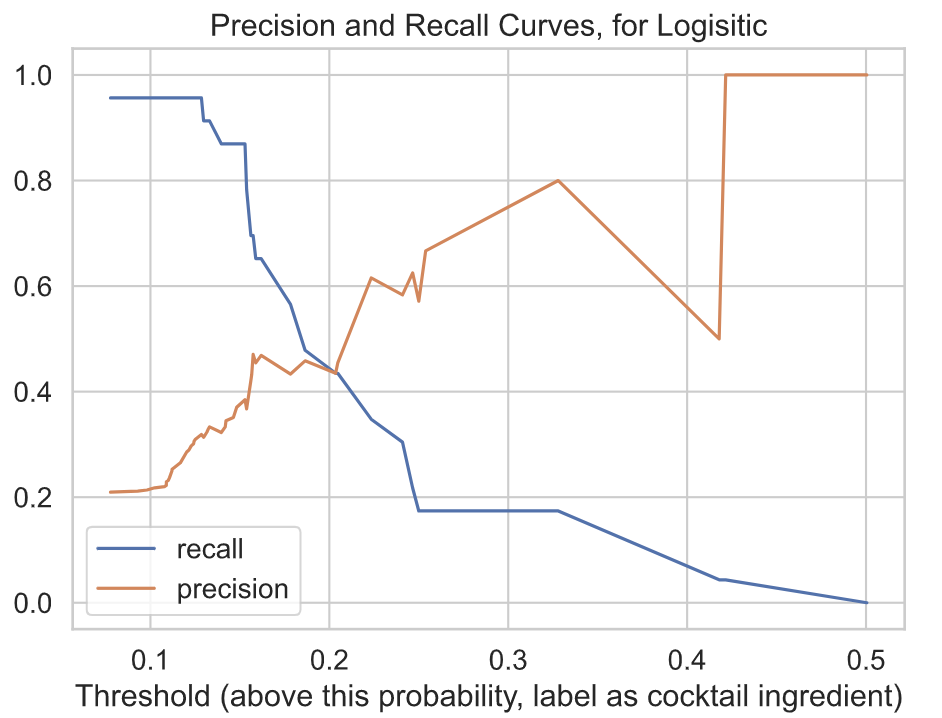 Precision and Recall Curves, for Logisitic
1.0
0.8
0.6
0.4
0.2
0.0
recall
precision
0.1 0.2 0.3 0.4 0.5
Threshold (above this probability, label as cocktail ingredient)